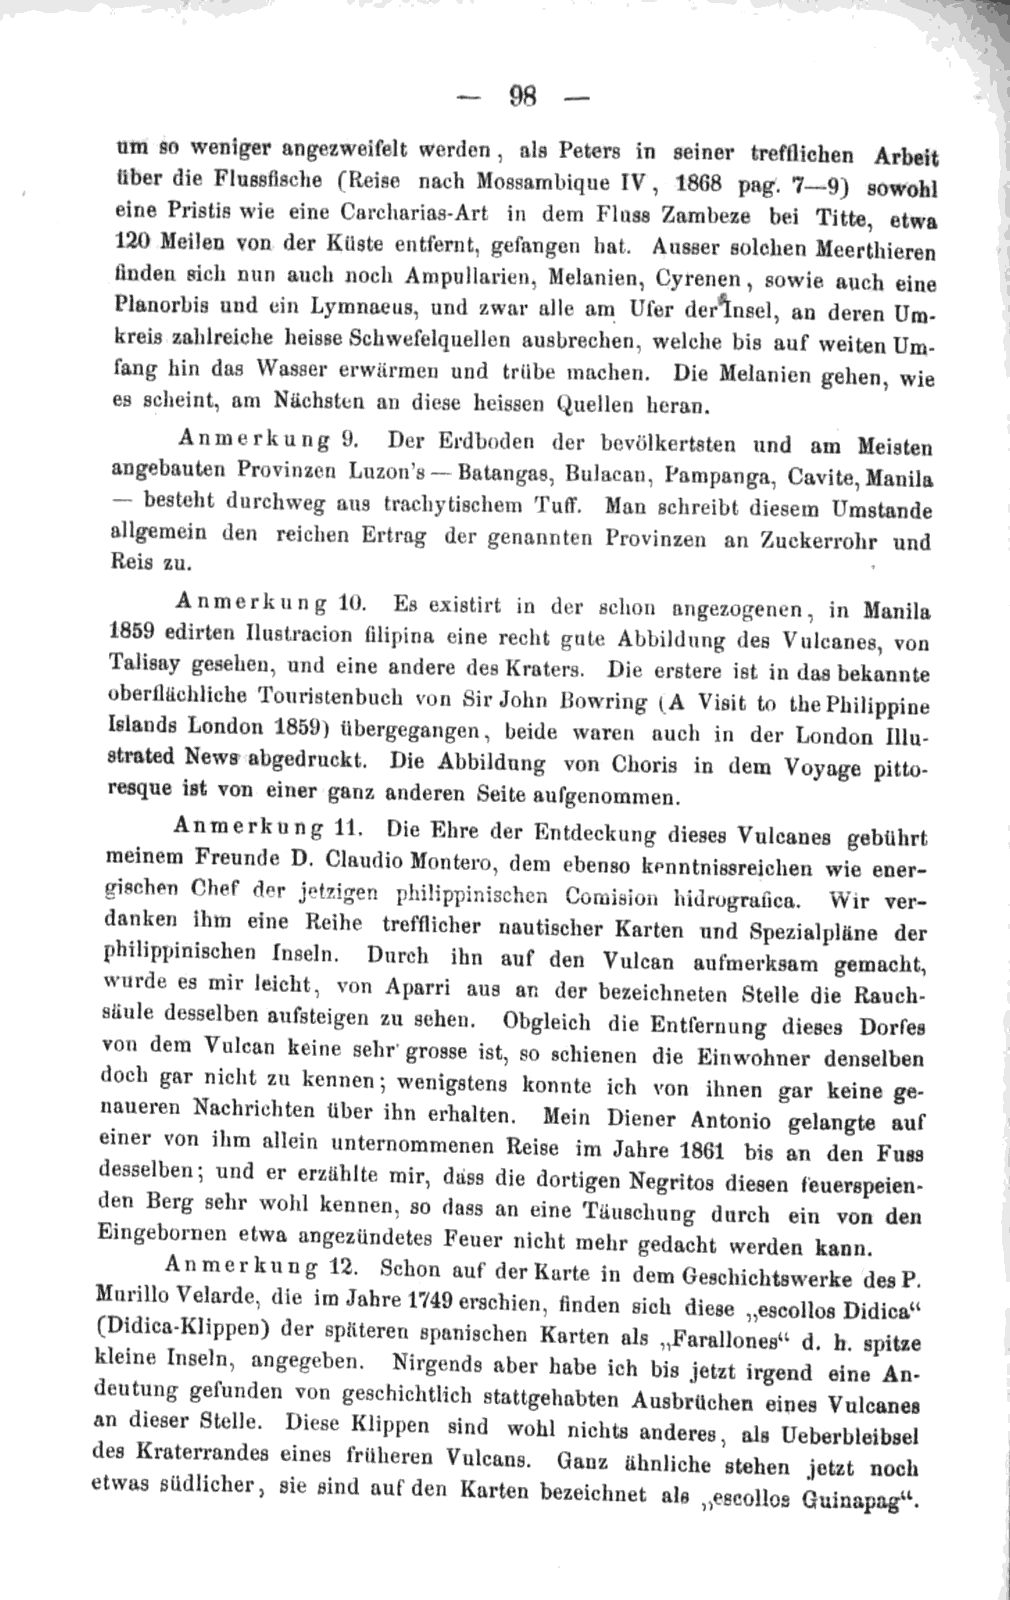 — 98 —
um so weniger angezweifelt werden, als Peters in seiner trefflichen Arbeit
über die Flussfische (Reise nach Mossambique IV, 1868 pag. 7—9) sowohl
eine Pristis wie eine Carcharias-Art in dem Fluss Zambeze bei Titte, etwa
120 Meilen von der Küste entfernt, gefangen hat. Ausser solchen Meerthieren
finden sich nun auch noch Ampullarien, Melanien, Cyrenen, sowie auch eine
Planorbis und ein Lymnaeus, und zwar alle am Ufer der Insel, an deren Um-
kreis zahlreiche heisse Schwefelquellen ausbrechen, welche bis auf weiten Um-
fang hin das Wasser erwärmen und trübe machen. Die Melanien gehen, wie
es scheint, am Nächsten an diese heissen Quellen heran.
Anmerkung 9. Der Erdboden der bevölkertsten und am Meisten
angebauten Provinzen Luzon's — Batangas, Bulacan, Pampanga, Cavite, Manila
— besteht durchweg aus trachytischem Tuff. Man schreibt diesem Umstande
allgemein den reichen Ertrag der genannten Provinzen an Zuckerrohr und
Reis zu.
Anmerkung 10. Es existirt in der schon angezogenen, in Manila
1859 edirten Ilustracion filipina eine recht gute Abbildung des Vulcanes, von
Talisay gesehen, und eine andere des Kraters. Die erstere ist in das bekannte
oberflächliche Touristenbuch von Sir John Bowring (A Visit to the Philippine
Islands London 1859) übergegangen, beide waren auch in der London Illu-
strated News abgedruckt. Die Abbildung von Choris in dem Voyage pitto-
resque ist von einer ganz anderen Seite aufgenommen.
Anmerkung 11. Die Ehre der Entdeckung dieses Vulcanes gebührt
meinem Freunde D. Claudio Montero, dem ebenso kenntnissreichen wie ener-
gischen Chef der jetzigen philippinischen Comision hidrografica. Wir ver-
danken ihm eine Reihe trefflicher nautischer Karten und Spezialpläne der
philippinischen Inseln. Durch ihn auf den Vulcan aufmerksam gemacht,
wurde es mir leicht, von Aparri aus an der bezeichneten Stelle die Rauch-
säule desselben aufsteigen zu sehen. Obgleich die Entfernung dieses Dorfes
von dem Vulcan keine sehr grosse ist, so schienen die Einwohner denselben
doch gar nicht zu kennen; wenigstens konnte ich von ihnen gar keine ge-
naueren Nachrichten über ihn erhalten. Mein Diener Antonio gelangte auf
einer von ihm allein unternommenen Reise im Jahre 1861 bis an den Fuss
desselben; und er erzählte mir, dass die dortigen Negritos diesen feuerspeien-
den Berg sehr wohl kennen, so dass an eine Täuschung durch ein von den
Eingebornen etwa angezündetes Feuer nicht mehr gedacht werden kann.
Anmerkung 12. Schon auf der Karte in dem Geschichtswerke des P.
Murillo Velarde, die im Jahre 1749 erschien, finden sich diese „escollos Didica“
(Didica-Klippen) der späteren spanischen Karten als „Farallones“ d. h. spitze
kleine Inseln, angegeben. Nirgends aber habe ich bis jetzt irgend eine An-
deutung gefunden von geschichtlich stattgehabten Ausbrüchen eines Vulcanes
an dieser Stelle. Diese Klippen sind wohl nichts anderes, als Ueberbleibsel
des Kraterrandes eines früheren Vulcans. Ganz ähnliche stehen jetzt noch
etwas südlicher, sie sind auf den Karten bezeichnet als „escollos Guinapag“.